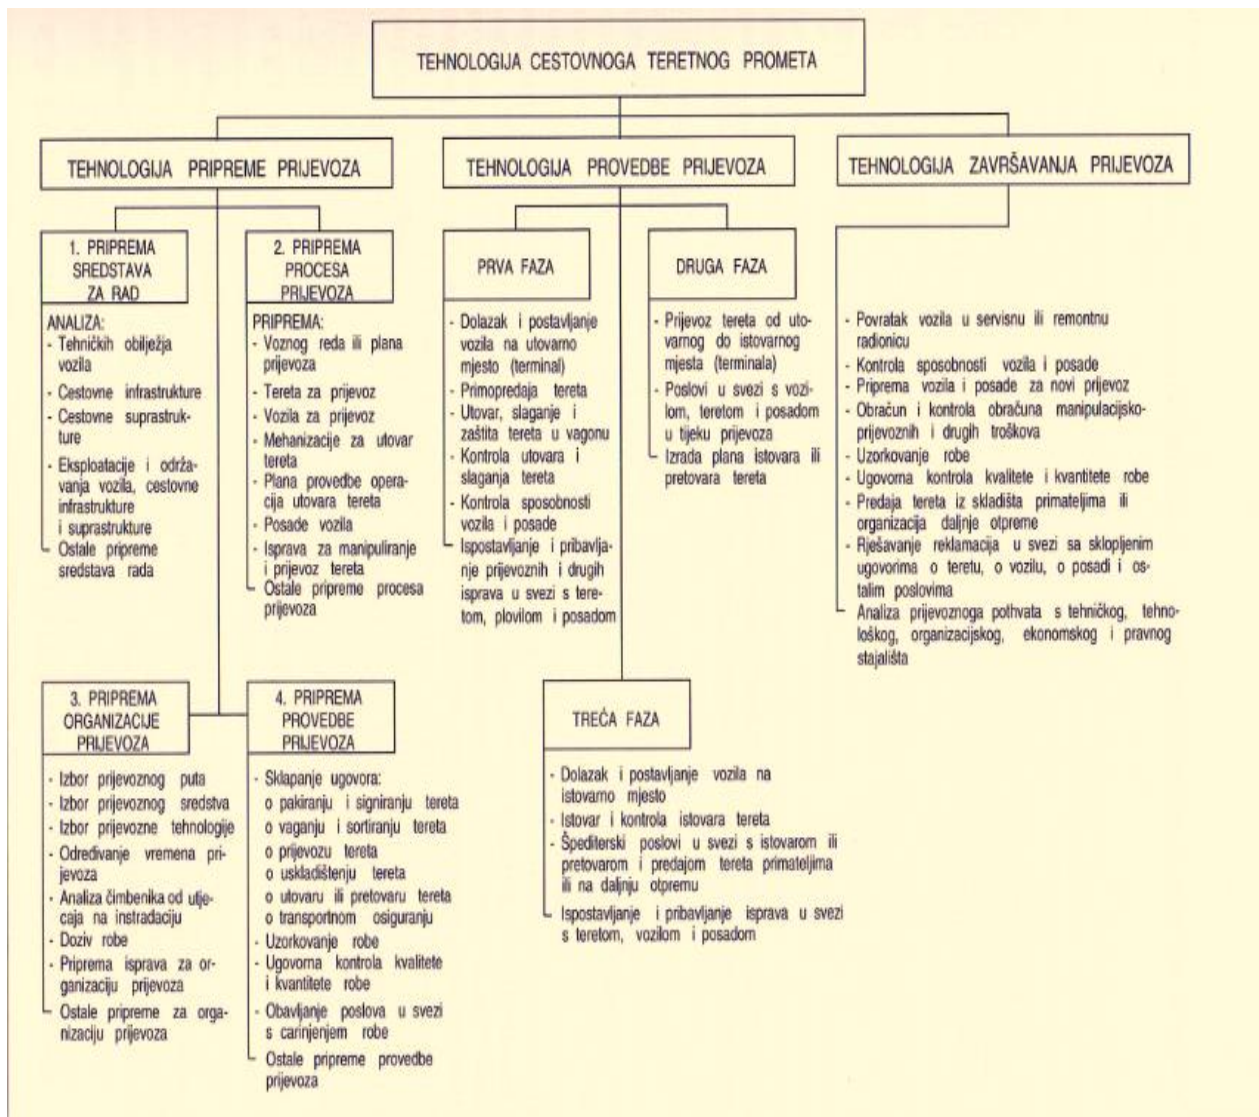 TEHNOLOGIJA CESTOVNOGA TERETNOG PROMETA
TEHNOLOGIJA PRIPREME PRIJEVOZA
1. PRIPREMA
SREDSTAVA
ZA RAD
ANALIZA:
- Tehničkih obilježja
vozila
- Cestovne infrastrukture
- Cestovne suprastruk-
ture
- Eksploatacije i održa-
vanja vozila, cestovne
infrastrukture
i suprastrukture
- Ostale pripreme
sredstava rada
2. PRIPREMA
PROCESA
PRIJEVOZA
PRIPREMA:
- Voznog reda ili plana
prijevoza
- Tereta za prijevoz
- Vozila za prijevoz
- Mehanizacije za utovar
tereta
- Plana provedbe opera-
cija utovara tereta
- Posade vozila
- Isprava za manipuliranje
i prijevoz tereta
- Ostale pripreme procesa
prijevoza
3. PRIPREMA
ORGANIZACIJE
PRIJEVOZA
- Izbor prijevoznog puta
- Izbor prijevoznog sredstva
- Izbor prijevozne tehnologije
- Određivanje vremena pri-
jevoza
- Analiza čimbenika od utje-
caja na instradaciju
- Doziv robe
- Priprema isprava za or-
ganizaciju prijevoza
- Ostale pripreme za orga-
nizaciju prijevoza
4. PRIPREMA
PROVEDBE
PRIJEVOZA
- Sklapanje ugovora:
o pakiranju i signiranju tereta
o vaganju i sortiranju tereta
o prijevozu tereta
o uskladištenju tereta
o utovaru ili pretovaru tereta
o transportnom osiguranju
- Uzorkovanje robe
- Ugovorna kontrola kvalitete
i kvantitete robe
- Obavljanje poslova u svezi
s carinjenjem robe
- Ostale pripreme provedbe
prijevoza
TEHNOLOGIJA PROVEDBE PRIJEVOZA
PRVA FAZA
- Dolazak i postavljanje
vozila na utovarno
mjesto (terminal)
- Primopredaja tereta
- Utovar, slaganje i
zaštita tereta u vagonu
- Kontrola utovara i
slaganja tereta
- Kontrola sposobnosti
vozila i posade
- Ispostavljanje i pribavlja-
nje prijevoznih i drugih
isprava u svezi s tere-
tom, plovilom i posadom
DRUGA FAZA
- Prijevoz tereta od uto-
varnog do istovarnog
mjesta (terminala)
- Poslovi u svezi s vozi-
lom, teretom i posadom
u tijeku prijevoza
- Izrada plana istovara ili
pretovara tereta
TREĆA FAZA
- Dolazak i postavljanje vozila na
istovarno mjesto
- Istovar i kontrola istovara tereta
- Špediterski poslovi u svezi s istovarom ili
pretovarom i predajom tereta primateljima
ili na daljnju otpremu
- Ispostavljanje i pribavljanje isprava u svezi
s teretom, vozilom i posadom
TEHNOLOGIJA ZAVRŠAVANJA PRIJEVOZA
- Povratak vozila u servisnu ili remontnu
radionicu
- Kontrola sposobnosti vozila i posade
- Priprema vozila i posade za novi prijevoz
- Obračun i kontrola obračuna manipulacijsko-
prijevoznih i drugih troškova
- Uzorkovanje robe
- Ugovorna kontrola kvalitete i kvantitete robe
- Predaja tereta iz skladišta primateljima ili
organizacija daljnje otpreme
- Rješavanje reklamacija u svezi sa sklopljenim
ugovorima o teretu, o vozilu, o posadi i os-
talim poslovima
- Analiza prijevoznoga pothvata s tehničkog, tehno-
loškog, organizacijskog, ekonomskog i pravnog
stajališta